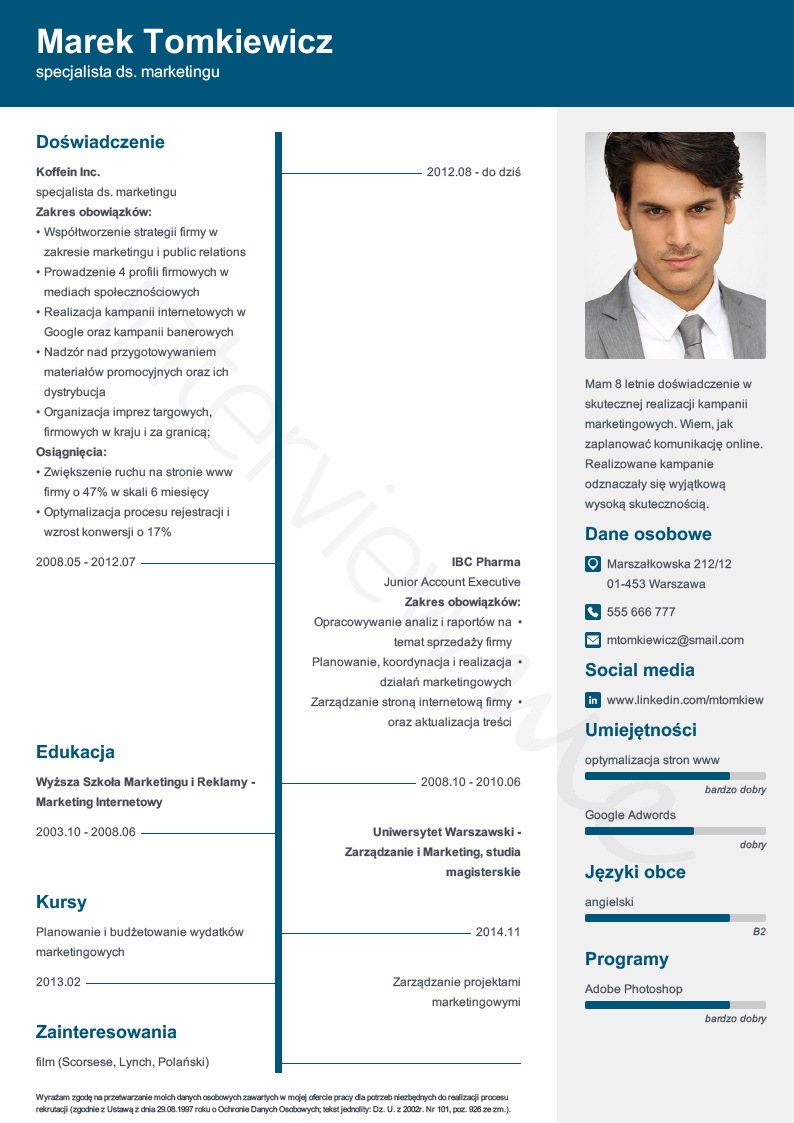 Marek Tomkiewicz
specjalista ds. marketingu
Doświadczenie
Koffein Inc.
2012.08 - do dziś
specjalista ds. marketingu
Zakres obowiązków:
• Współtworzenie strategii firmy w
zakresie marketingu i public relations
• Prowadzenie 4 profili firmowych w
mediach społecznościowych
• Realizacja kampanii internetowych w
Google oraz kampanii banerowych
• Nadzór nad przygotowywaniem
materiałów promocyjnych oraz ich
dystrybucja
• Organizacja imprez targowych,
firmowych w kraju i za granicą;
Osiągnięcia:
• Zwiększenie ruchu na stronie www
firmy o 47% w skali 6 miesięcy
• Optymalizacja procesu rejestracji i
wzrost konwersji o 17%
2008.05 - 2012.07
IBC Pharma
Junior Account Executive
Zakres obowiązków:
Opracowywanie analiz i raportów na •
temat sprzedaży firmy
Planowanie, koordynacja i realizacja •
działań marketingowych
Zarządzanie stroną internetową firmy •
oraz aktualizacja treści
Edukacja
Wyższa Szkoła Marketingu i Reklamy -
Marketing Internetowy
2008.10 - 2010.06
2003.10 - 2008.06
Uniwersytet Warszawski -
Zarządzanie i Marketing, studia
magisterskie
Kursy
Planowanie i budżetowanie wydatków
marketingowych
2014.11
2013.02
Zarządzanie projektami
marketingowymi
Zainteresowania
film (Scorsese, Lynch, Polański)
Wyrażam zgodę na przetwarzanie moich danych osobowych zawartych w mojej ofercie pracy dla potrzeb niezbędnych do realizacji procesu
rekrutacji (zgodnie z Ustawą z dnia 29.08.1997 roku o Ochronie Danych Osobowych; tekst jednolity: Dz. U. z 2002r. Nr 101, poz. 926 ze zm.).
Mam 8 letnie doświadczenie w
skutecznej realizacji kampanii
marketingowych. Wiem, jak
zaplanować komunikację online.
Realizowane kampanie
odznaczały się wyjątkową
wysoką skutecznością.
Dane osobowe
Marszałkowska 212/12
01-453 Warszawa
555 666 777
mtomkiewicz@smail.com
Social media
in www.linkedin.com/mtomkiew
Umiejętności
optymalizacja stron www
bardzo dobry
Google Adwords
dobry
Języki obce
angielski
B2
Programy
Adobe Photoshop
bardzo dobry
interviewme